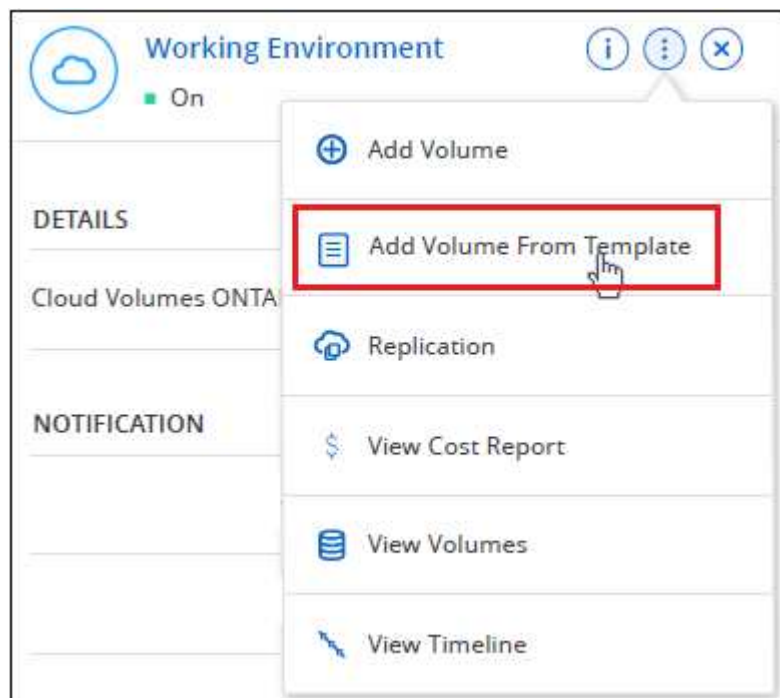 Working Environment
On
Add Volume
DETAILS
Add Volume From Template
Cloud Volumes ONTA
Replication
NOTIFICATION
$ View Cost Report
View Volumes
View Timeline